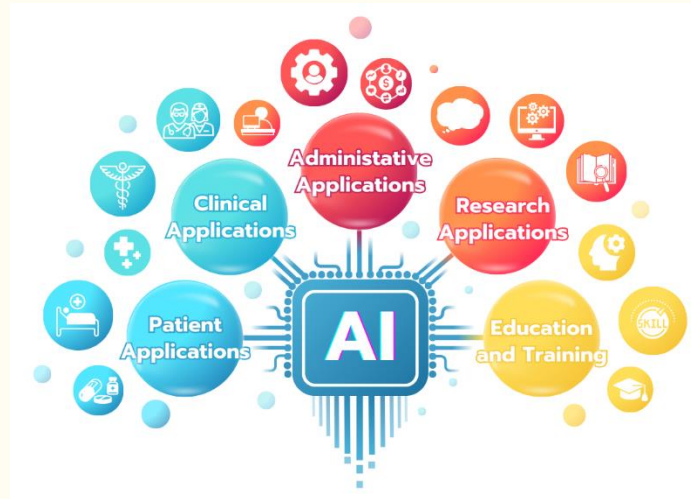 Administative
Applications
Clinical
Applications
Research
Applications
Patient
Applications
AI
Education
and Training
SKILL
$